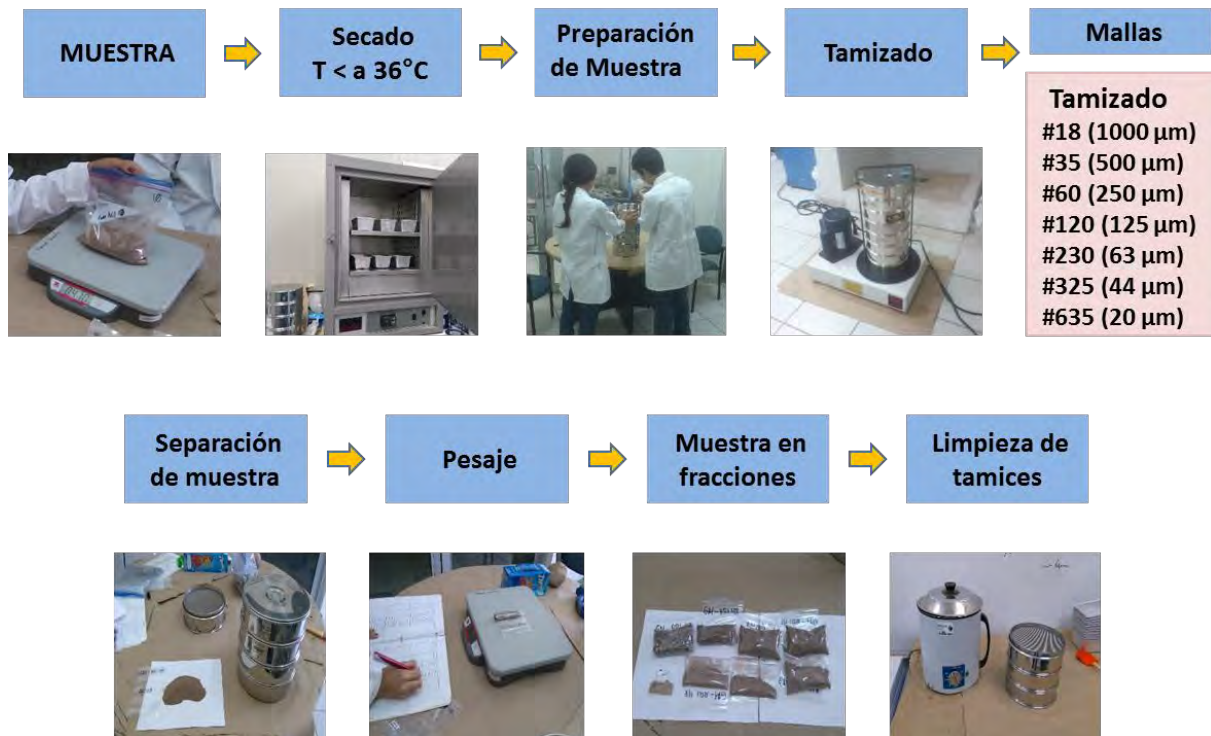 MUESTRA
Secado
T < a 36°C
Preparación
de Muestra
Tamizado
Mallas
Tamizado
#18 (1000 µm)
#35 (500 µm)
#60 (250 µm)
#120 (125 µm)
#230 (63 µm)
#325 (44 µm)
#635 (20 µm)
Separación
de muestra
Pesaje
Muestra en
fracciones
Limpieza de
tamices